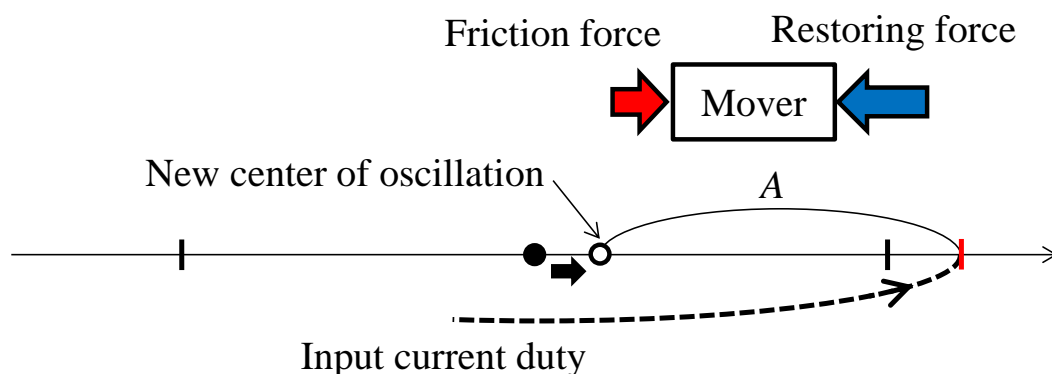 Friction force
Restoring force
Mover
New center of oscillation
A
Input current duty